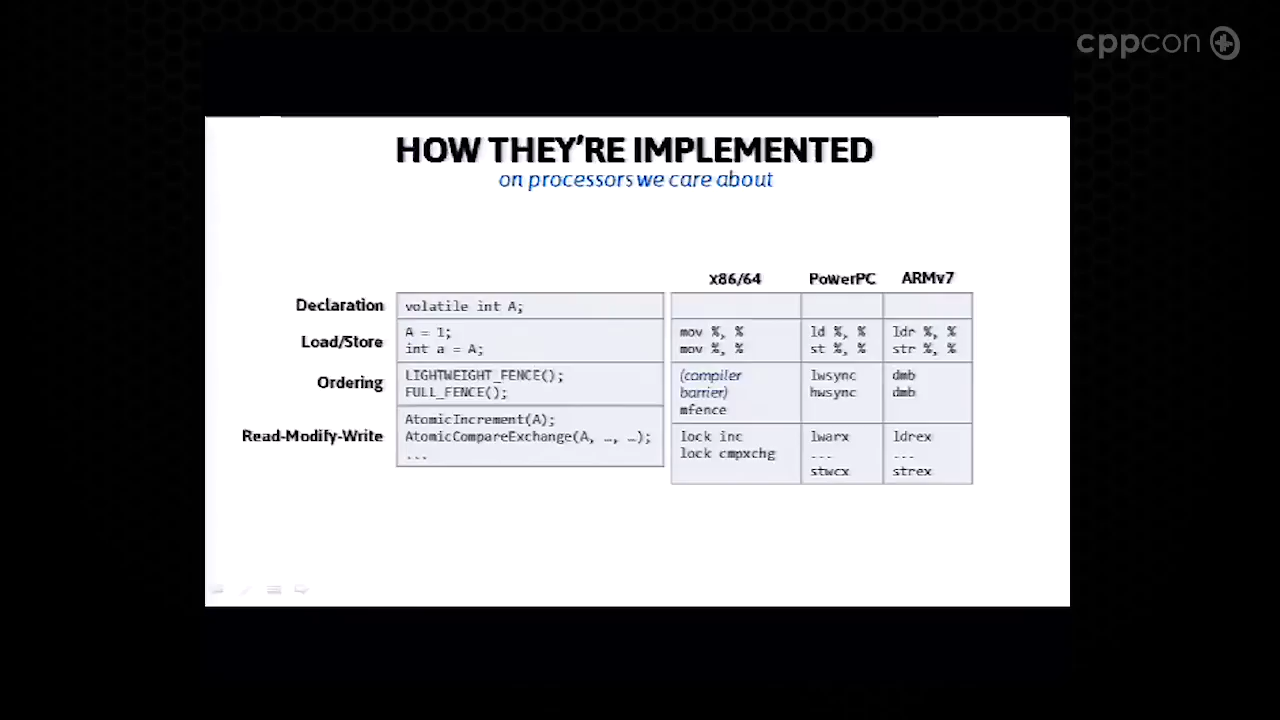 cppcon
HOW THEY'RE IMPLEMENTED
on processors we care about
x86/64 PowerPC ARMv7
Declaration volatile int A;
Load/Store A = 1; mov %, % ld %, % ldr %, %
int a = A; mov %, % st %, % str %, %
Ordering LIGHTWEIGHT_FENCE(); (compiler lwsync dmb
FULL_FENCE(); barrier) hwsync dmb
mfence
Read-Modify-Write AtomicIncrement(A);
AtomicCompareExchange(A, …, …); lock inc lwarx ldrex
... lock cmpxchg ... ...
stwcx strex